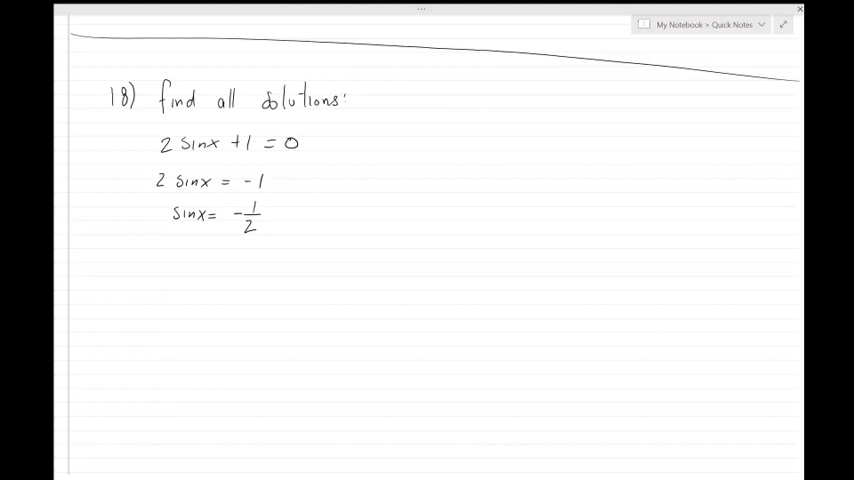 ...
My Notebook > Quick Notes
18) find all solutions:
2 sinx + 1 = 0
2 sinx = -1
sinx = -1/2